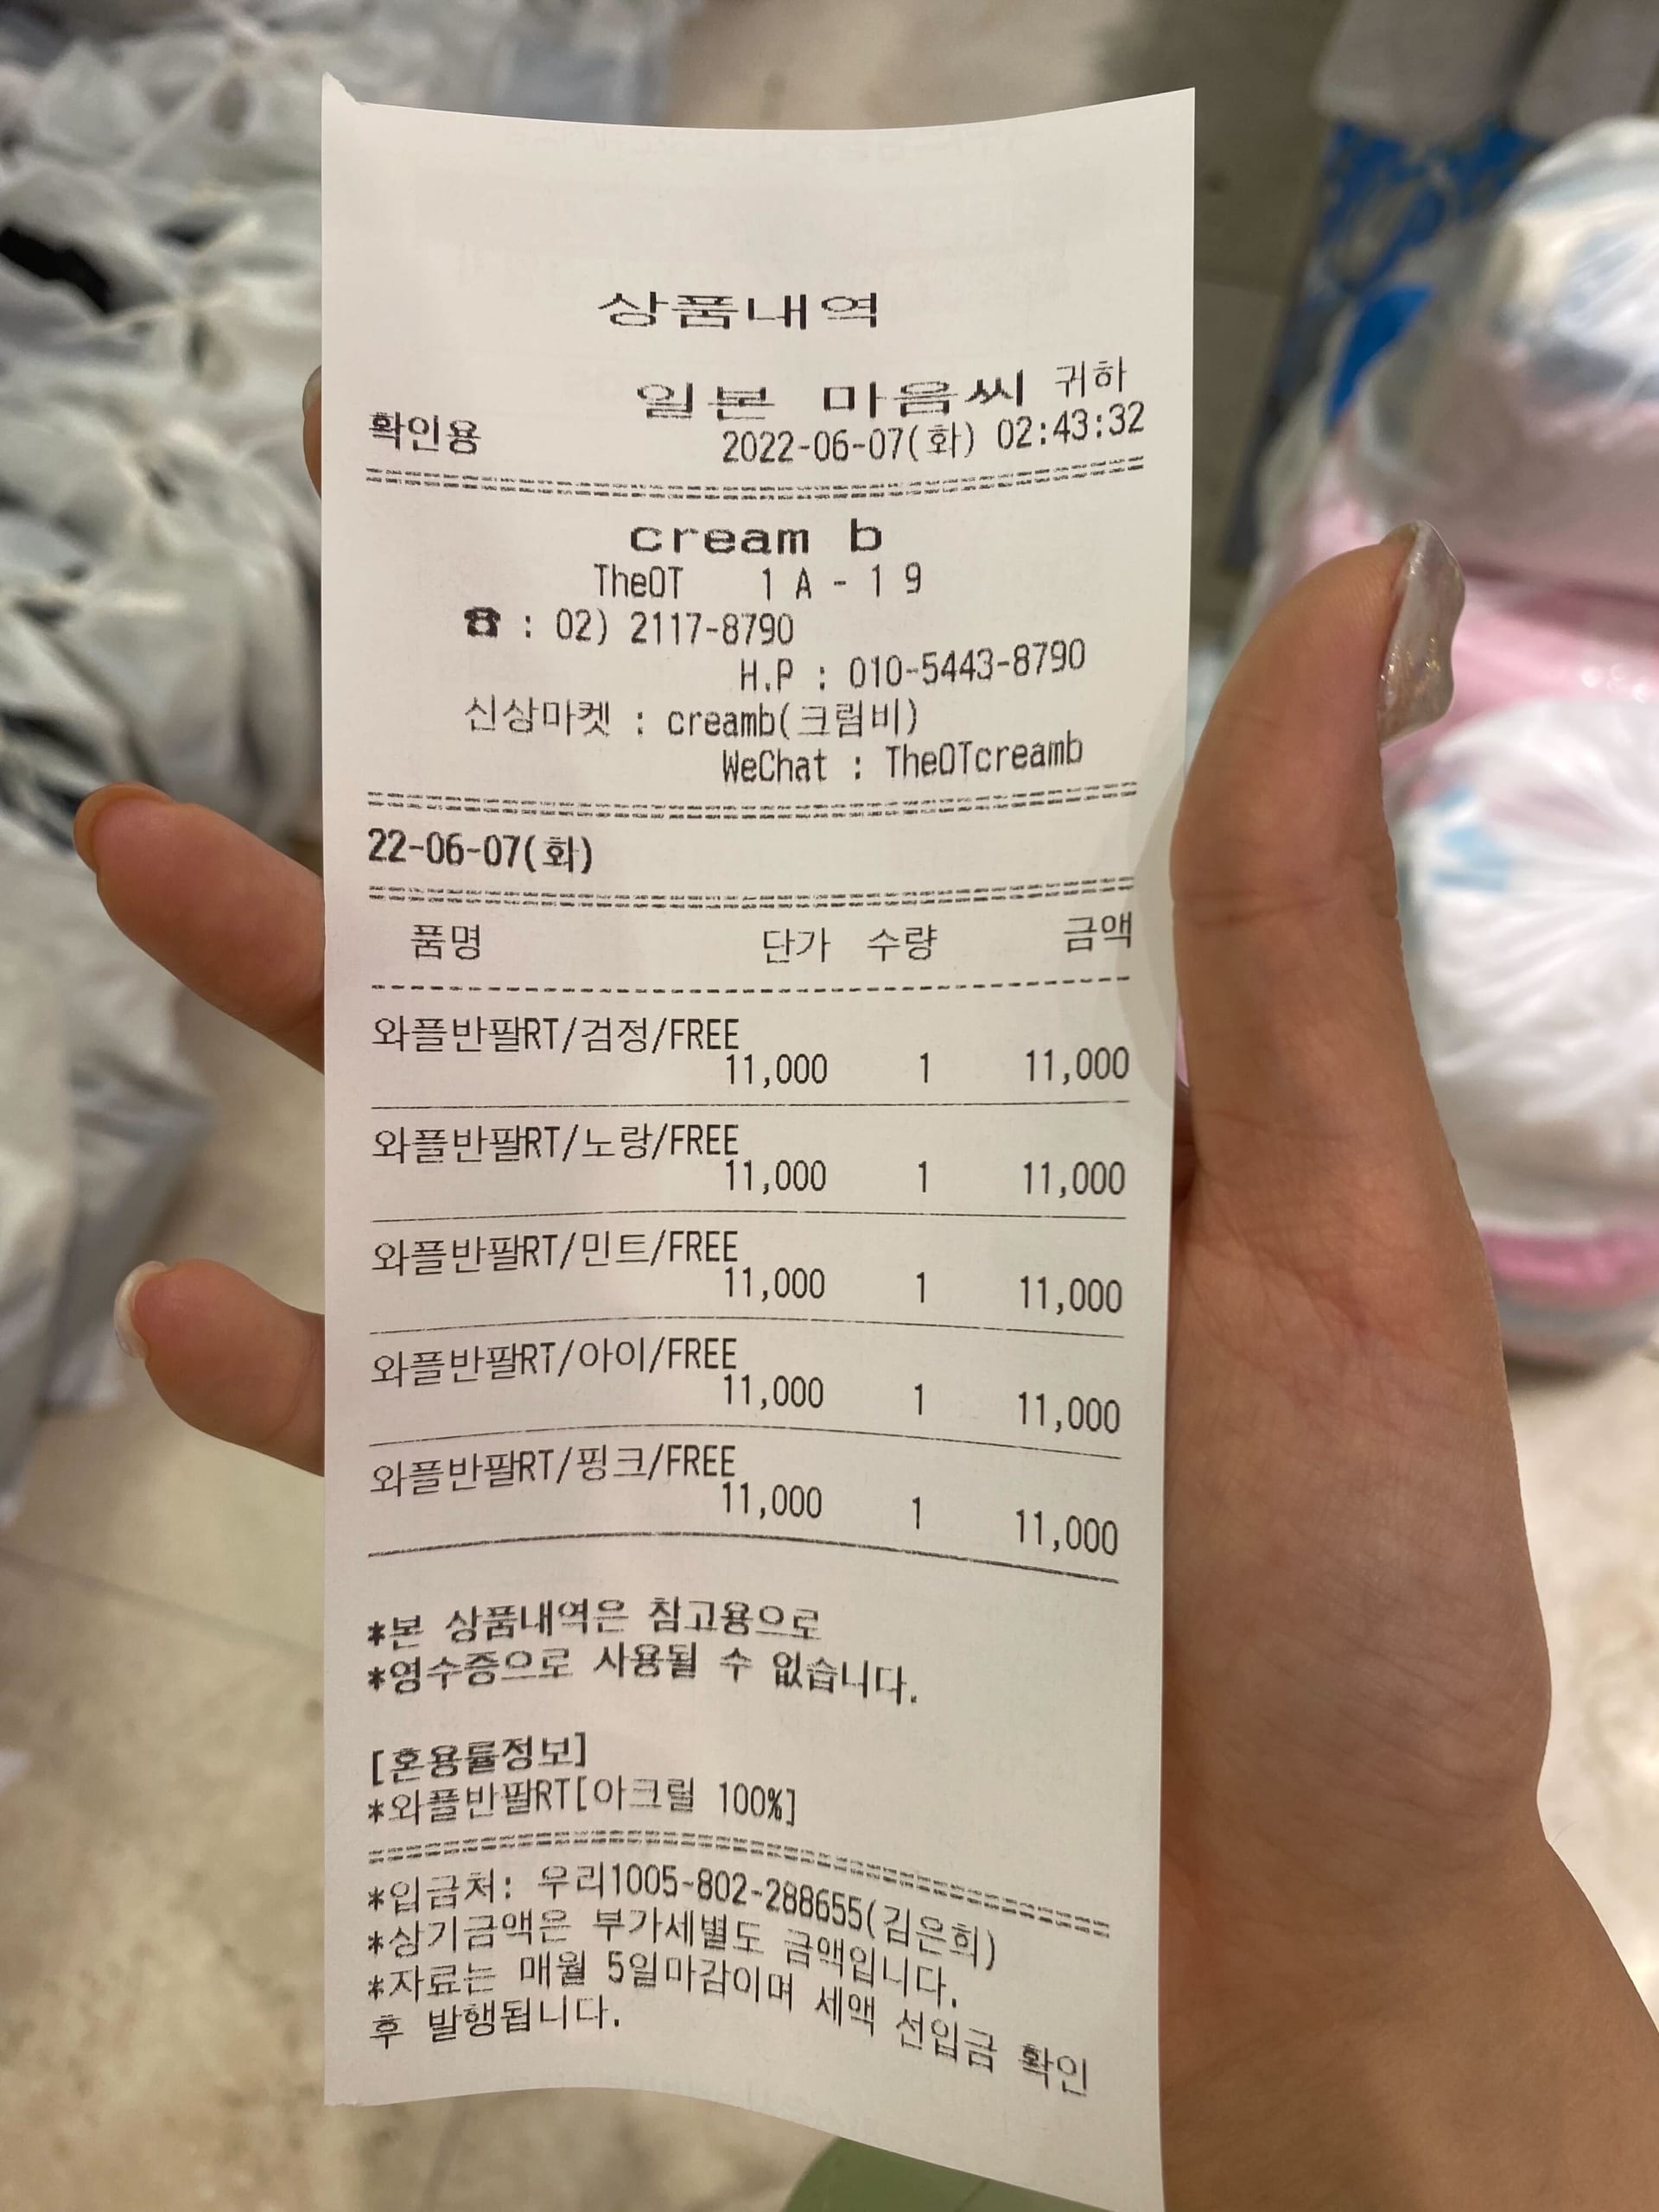 상품내역
일본 마음씨 귀하
확인용 2022-06-07(화) 02:43:32
cream b
TheOT 1A-19
☎ : 02) 2117-8790
H.P : 010-5443-8790
신상마켓 : creamb(크림비)
WeChat : TheOTcreamb
22-06-07(화)
품명 단가 수량 금액
와플반팔RT/검정/FREE
11,000 1 11,000
와플반팔RT/노랑/FREE
11,000 1 11,000
와플반팔RT/민트/FREE
11,000 1 11,000
와플반팔RT/아이/FREE
11,000 1 11,000
와플반팔RT/핑크/FREE
11,000 1 11,000
*본 상품내역은 참고용으로
*영수증으로 사용될 수 없습니다.
[혼용률정보]
*와플반팔RT[아크릴 100%]
*입금처: 우리1005-802-288655(김은희)
*상기금액은 부가세별도 금액입니다.
*자료는 매월 5일마감이며 세액 선입금 확인
후 발행됩니다.